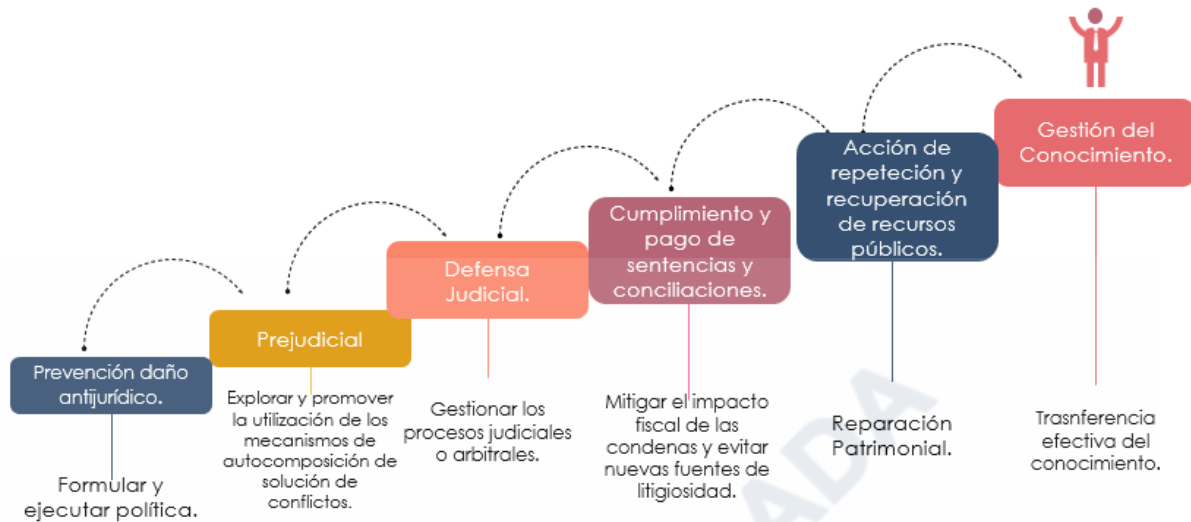 Prevención daño
antijurídico.
Formular y
ejecutar política.
Prejudicial
Explorar y promover
la utilización de los
mecanismos de
autocomposición de
solución de
conflictos.
Defensa
Judicial.
Gestionar los
procesos judiciales
o arbitrales.
Cumplimiento y
pago de
sentencias y
conciliaciones.
Mitigar el impacto
fiscal de las
condenas y evitar
nuevas fuentes de
litigiosidad.
Acción de
repeteción y
recuperación
de recursos
públicos.
Reparación
Patrimonial.
Gestión del
Conocimiento.
Trasnferencia
efectiva del
conocimiento.
ADA